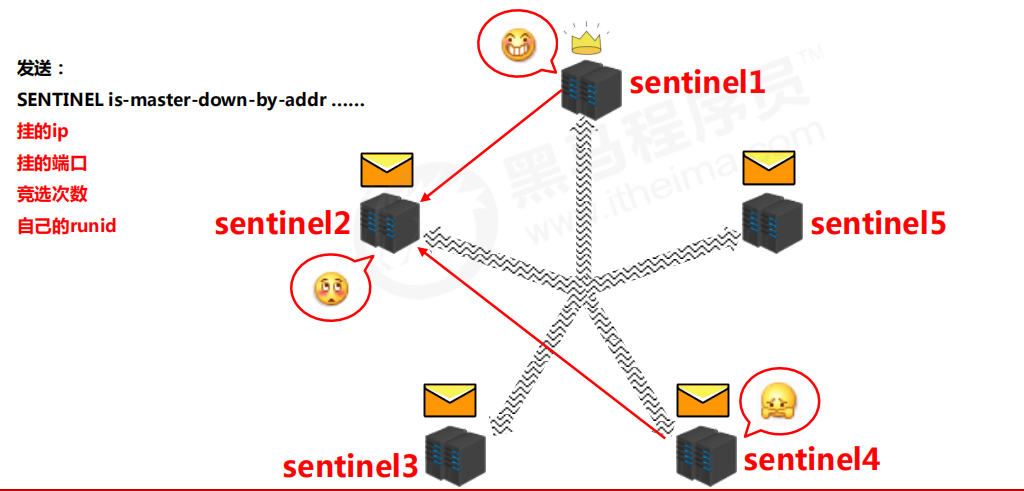 发送：
SENTINEL is-master-down-by-addr ……
挂的ip
挂的端口
竞选次数
自己的runid
sentinel1
sentinel2
sentinel5
sentinel3
sentinel4
黑马程序员™
www.itheima.com